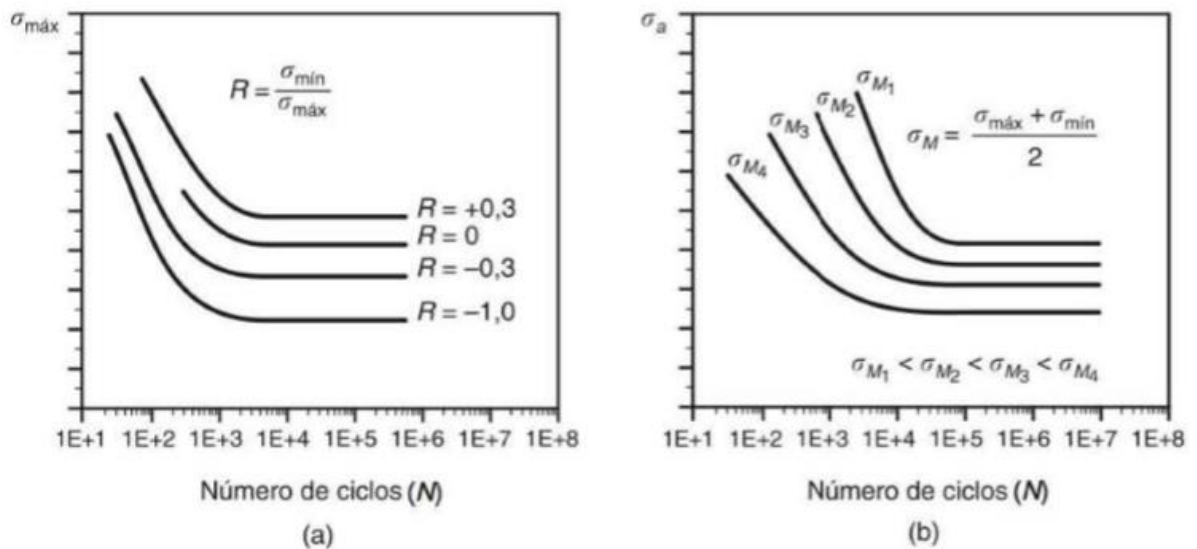 σmáx
R = σmín / σmáx
R = +0,3
R = 0
R = −0,3
R = −1,0
1E+1 1E+2 1E+3 1E+4 1E+5 1E+6 1E+7 1E+8
Número de ciclos (N)
(a)
σa
σM1
σM2
σM3
σM4
σM = σmáx + σmín / 2
σM1 < σM2 < σM3 < σM4
1E+1 1E+2 1E+3 1E+4 1E+5 1E+6 1E+7 1E+8
Número de ciclos (N)
(b)